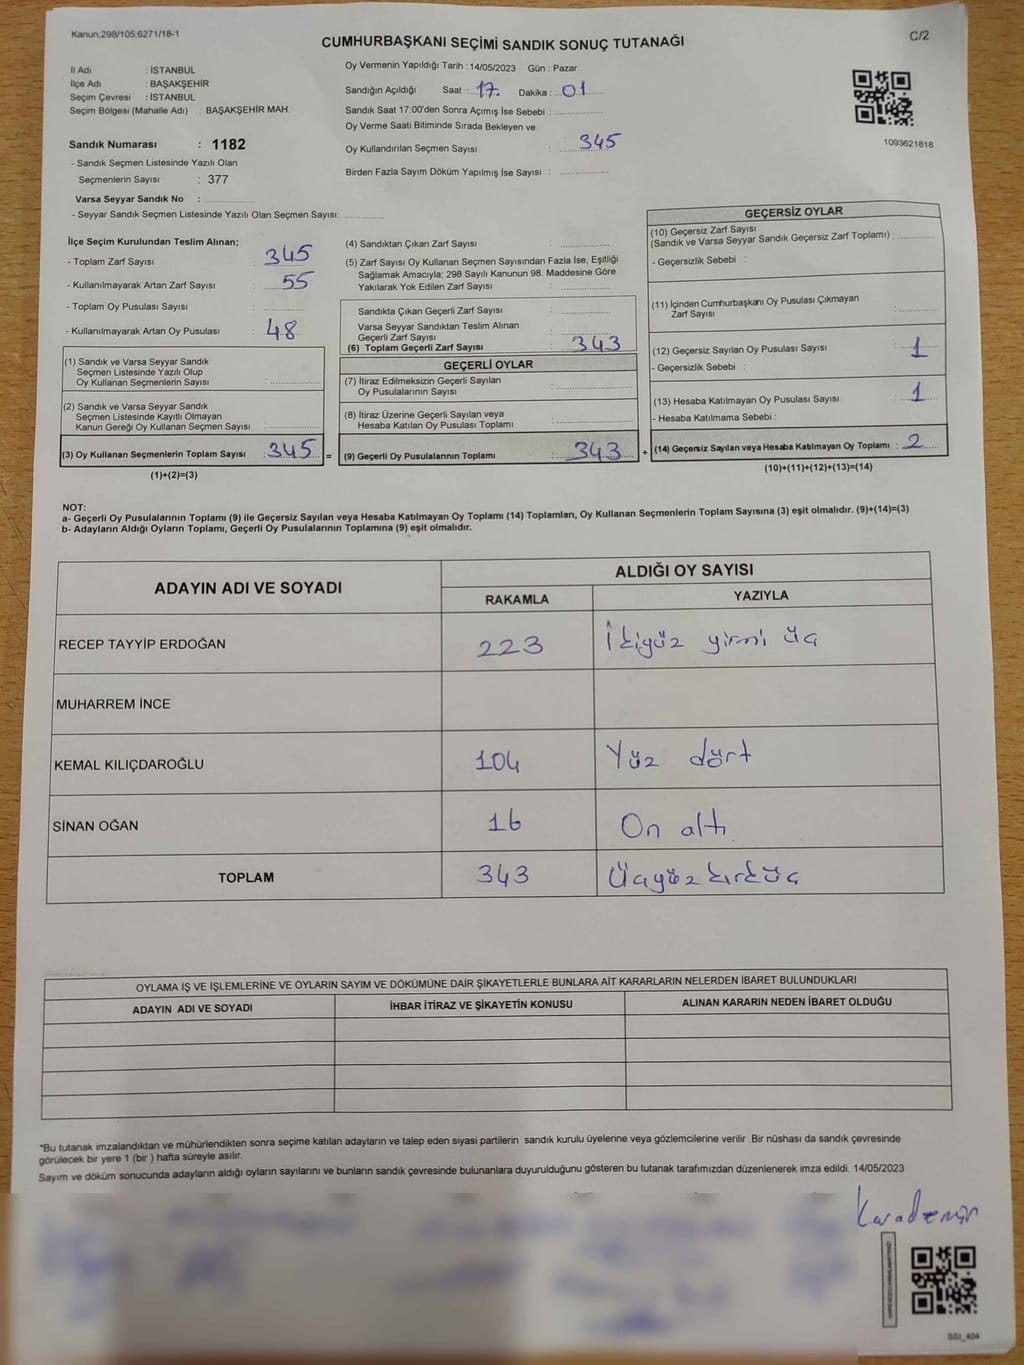 Kanun;298/105;6271/18-1
C/2
CUMHURBAŞKANI SEÇİMİ SANDIK SONUÇ TUTANAĞI
İl Adı : İSTANBUL
İlçe Adı : BAŞAKŞEHİR
Seçim Çevresi : İSTANBUL
Seçim Bölgesi (Mahalle Adı) : BAŞAKŞEHİR MAH.
Oy Vermenin Yapıldığı Tarih : 14/05/2023 Gün : Pazar
Sandığın Açıldığı Saat : 17. Dakika : 01
Sandık Saat 17:00'den Sonra Açımış İse Sebebi :
Oy Verme Saati Bitiminde Sırada Bekleyen ve
Oy Kullandırılan Seçmen Sayısı : 345
Birden Fazla Sayım Döküm Yapılmış İse Sayısı :
1093621818
Sandık Numarası : 1182
- Sandık Seçmen Listesinde Yazılı Olan
Seçmenlerin Sayısı : 377
Varsa Seyyar Sandık No :
- Seyyar Sandık Seçmen Listesinde Yazılı Olan Seçmen Sayısı:
İlçe Seçim Kurulundan Teslim Alınan;
- Toplam Zarf Sayısı : 345
- Kullanılmayarak Artan Zarf Sayısı : 55
- Toplam Oy Pusulası Sayısı :
- Kullanılmayarak Artan Oy Pusulası : 48
(1) Sandık ve Varsa Seyyar Sandık
Seçmen Listesinde Yazılı Olup
Oy Kullanan Seçmenlerin Sayısı :
(2) Sandık ve Varsa Seyyar Sandık
Seçmen Listesinde Kayıtlı Olmayan
Kanun Gereği Oy Kullanan Seçmen Sayısı :
(3) Oy Kullanan Seçmenlerin Toplam Sayısı : 345 =
(1)+(2)=(3)
(4) Sandıktan Çıkan Zarf Sayısı :
(5) Zarf Sayısı Oy Kullanan Seçmen Sayısından Fazla İse, Eşitliği
Sağlamak Amacıyla; 298 Sayılı Kanunun 98. Maddesine Göre
Yakılarak Yok Edilen Zarf Sayısı :
Sandıkta Çıkan Geçerli Zarf Sayısı :
Varsa Seyyar Sandıktan Teslim Alınan
Geçerli Zarf Sayısı :
(6) Toplam Geçerli Zarf Sayısı : 343
GEÇERLİ OYLAR
(7) İtiraz Edilmeksizin Geçerli Sayılan
Oy Pusulalarının Sayısı :
(8) İtiraz Üzerine Geçerli Sayılan veya
Hesaba Katılan Oy Pusulası Toplamı :
(9) Geçerli Oy Pusulalarının Toplamı : 343 +
GEÇERSİZ OYLAR
(10) Geçersiz Zarf Sayısı
(Sandık ve Varsa Seyyar Sandık Geçersiz Zarf Toplamı) :
- Geçersizlik Sebebi :
(11) İçinden Cumhurbaşkanı Oy Pusulası Çıkmayan
Zarf Sayısı :
(12) Geçersiz Sayılan Oy Pusulası Sayısı : 1
- Geçersizlik Sebebi :
(13) Hesaba Katılmayan Oy Pusulası Sayısı : 1
- Hesaba Katılmama Sebebi :
(14) Geçersiz Sayılan veya Hesaba Katılmayan Oy Toplamı : 2
(10)+(11)+(12)+(13)=(14)
NOT:
a- Geçerli Oy Pusulalarının Toplamı (9) ile Geçersiz Sayılan veya Hesaba Katılmayan Oy Toplamı (14) Toplamları, Oy Kullanan Seçmenlerin Toplam Sayısına (3) eşit olmalıdır. (9)+(14)=(3)
b- Adayların Aldığı Oyların Toplamı, Geçerli Oy Pusulalarının Toplamına (9) eşit olmalıdır.
ADAYIN ADI VE SOYADI
ALDIĞI OY SAYISI
RAKAMLA YAZIYLA
RECEP TAYYİP ERDOĞAN 223 İkiyüz yirmi üç
MUHARREM İNCE
KEMAL KILIÇDAROĞLU 104 Yüz dört
SİNAN OĞAN 16 On altı
TOPLAM 343 Üçyüz kırküç
OYLAMA İŞ VE İŞLEMLERİNE VE OYLARIN SAYIM VE DÖKÜMÜNE DAİR ŞİKAYETLERLE BUNLARA AİT KARARLARIN NELERDEN İBARET BULUNDUKLARI
ADAYIN ADI VE SOYADI İHBAR İTİRAZ VE ŞİKAYETİN KONUSU ALINAN KARARIN NEDEN İBARET OLDUĞU
*Bu tutanak imzalandıktan ve mühürlendikten sonra seçime katılan adayların ve talep eden siyasi partilerin sandık kurulu üyelerine veya gözlemcilerine verilir .Bir nüshası da sandık çevresinde
görülecek bir yere 1 (bir ) hafta süreyle asılır.
Sayım ve döküm sonucunda adayların aldığı oyların sayılarını ve bunların sandık çevresinde bulunanlara duyurulduğunu gösteren bu tutanak tarafımızdan düzenlenerek imza edildi. 14/05/2023
Karademir